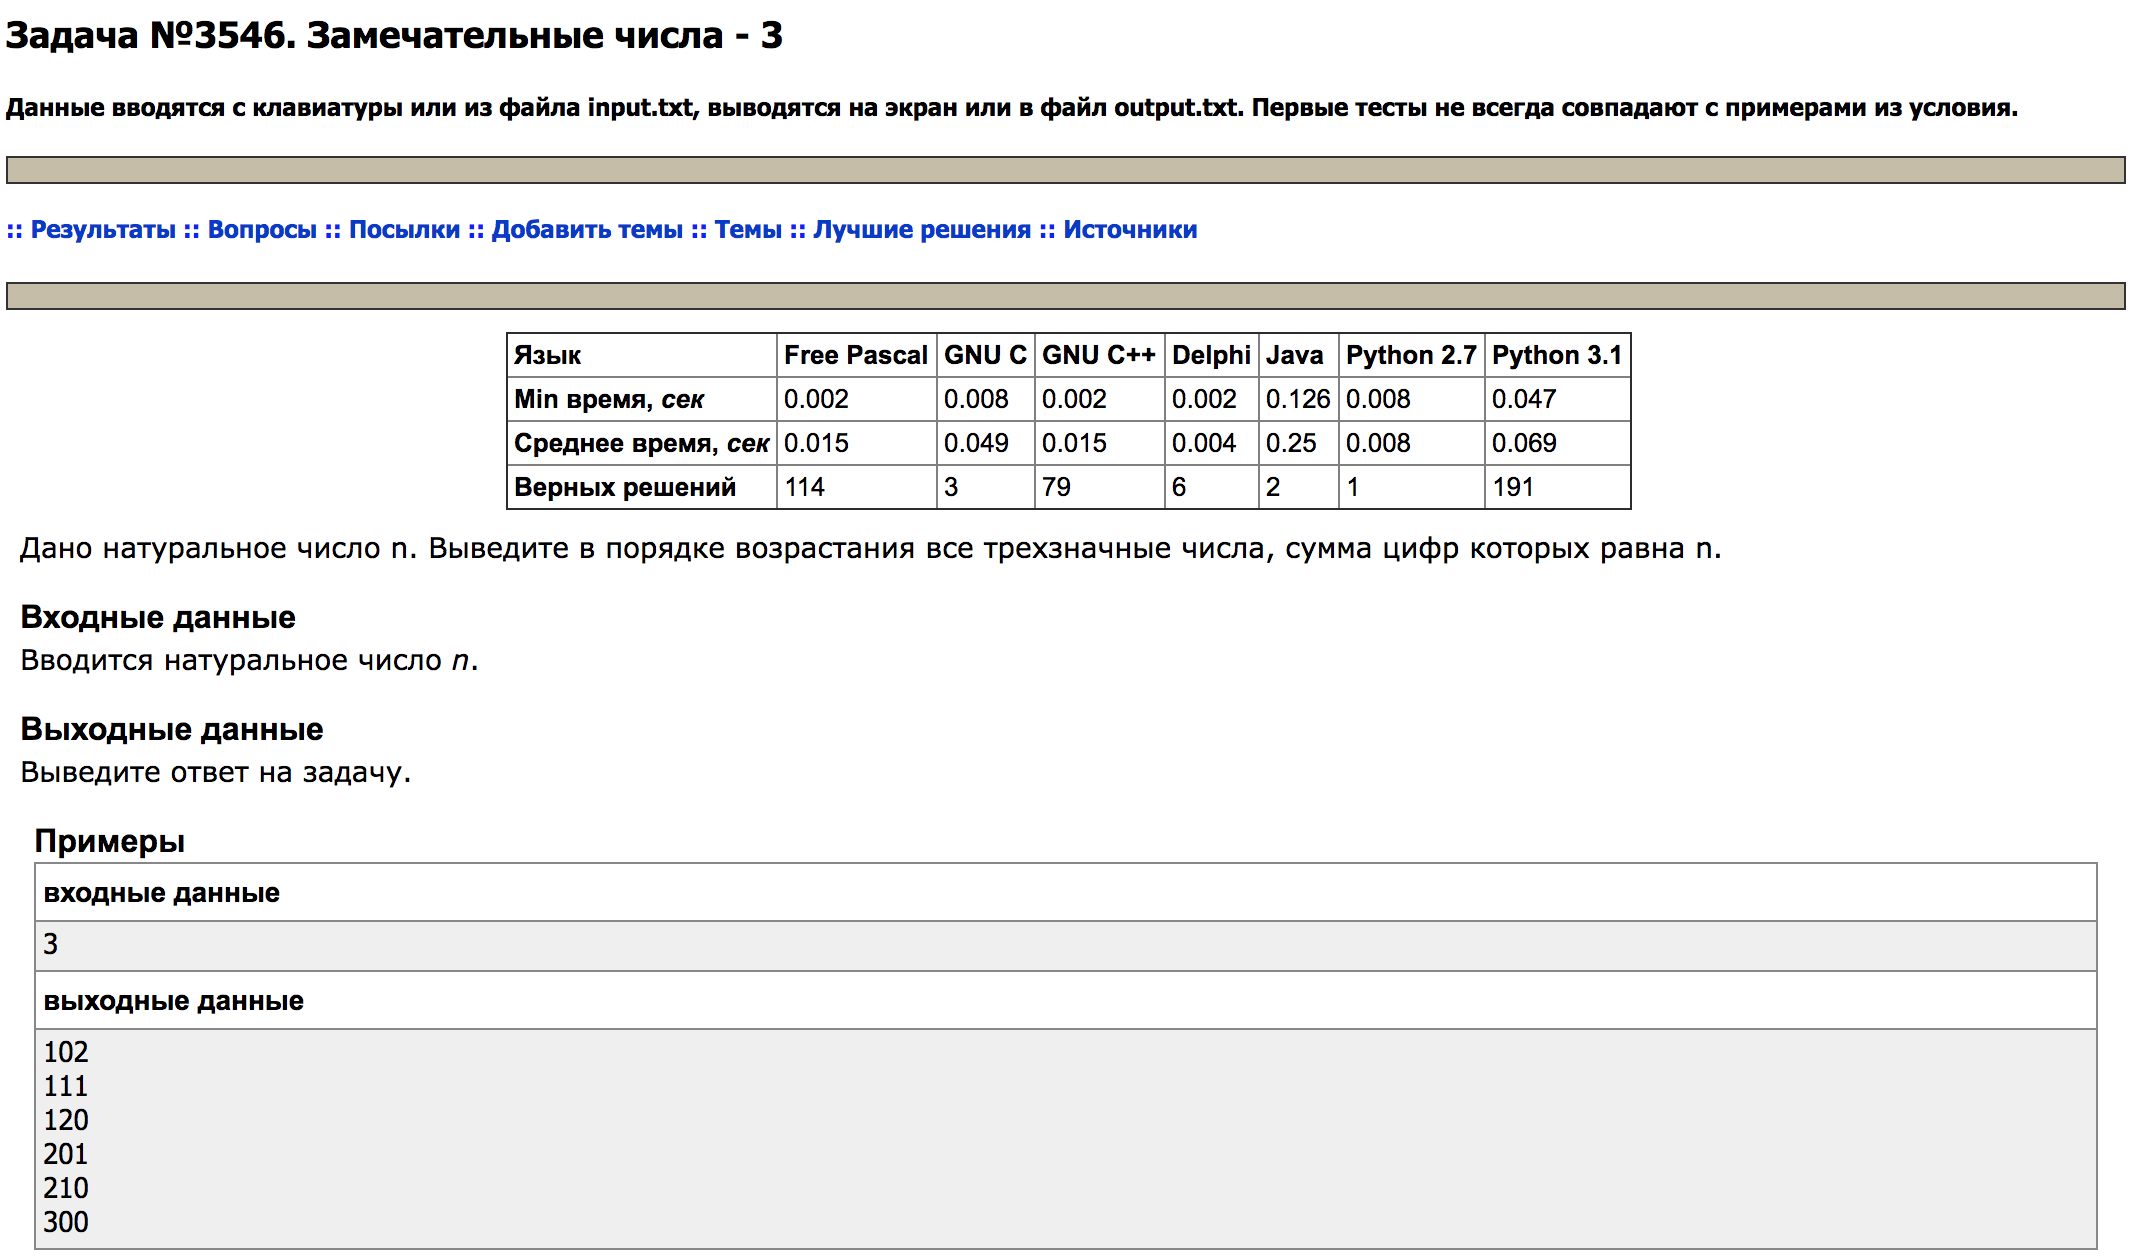 Задача №3546. Замечательные числа - 3
Данные вводятся с клавиатуры или из файла input.txt, выводятся на экран или в файл output.txt. Первые тесты не всегда совпадают с примерами из условия.
:: Результаты :: Вопросы :: Посылки :: Добавить темы :: Темы :: Лучшие решения :: Источники
Язык Free Pascal GNU C GNU C++ Delphi Java Python 2.7 Python 3.1
Min время, сек 0.002 0.008 0.002 0.002 0.126 0.008 0.047
Среднее время, сек 0.015 0.049 0.015 0.004 0.25 0.008 0.069
Верных решений 114 3 79 6 2 1 191
Дано натуральное число n. Выведите в порядке возрастания все трехзначные числа, сумма цифр которых равна n.
Входные данные
Вводится натуральное число n.
Выходные данные
Выведите ответ на задачу.
Примеры
входные данные
3
выходные данные
102
111
120
201
210
300